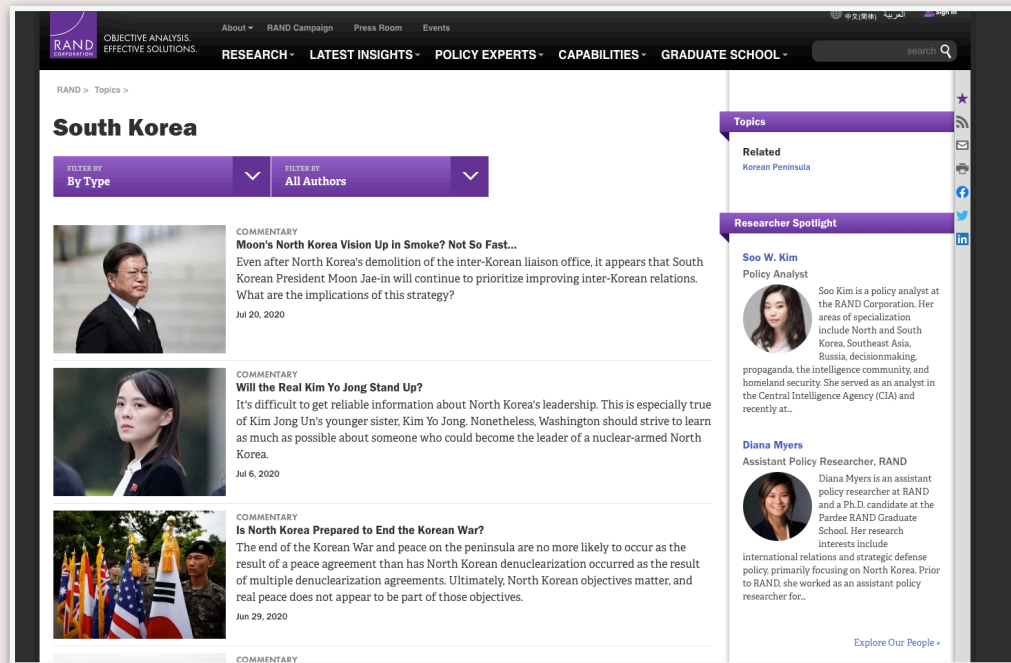 中文(简体) العربية Sign in
About RAND Campaign Press Room Events
RAND
CORPORATION
OBJECTIVE ANALYSIS.
EFFECTIVE SOLUTIONS.
RESEARCH LATEST INSIGHTS POLICY EXPERTS CAPABILITIES GRADUATE SCHOOL
search
RAND > Topics >
South Korea
FILTER BY
By Type
FILTER BY
All Authors
COMMENTARY
Moon's North Korea Vision Up in Smoke? Not So Fast...
Even after North Korea's demolition of the inter-Korean liaison office, it appears that South
Korean President Moon Jae-in will continue to prioritize improving inter-Korean relations.
What are the implications of this strategy?
Jul 20, 2020
COMMENTARY
Will the Real Kim Yo Jong Stand Up?
It's difficult to get reliable information about North Korea's leadership. This is especially true
of Kim Jong Un's younger sister, Kim Yo Jong. Nonetheless, Washington should strive to learn
as much as possible about someone who could become the leader of a nuclear-armed North
Korea.
Jul 6, 2020
COMMENTARY
Is North Korea Prepared to End the Korean War?
The end of the Korean War and peace on the peninsula are no more likely to occur as the
result of a peace agreement than has North Korean denuclearization occurred as the result
of multiple denuclearization agreements. Ultimately, North Korean objectives matter, and
real peace does not appear to be part of those objectives.
Jun 29, 2020
COMMENTARY
Topics
Related
Korean Peninsula
Researcher Spotlight
Soo W. Kim
Policy Analyst
Soo Kim is a policy analyst at
the RAND Corporation. Her
areas of specialization
include North and South
Korea, Southeast Asia,
Russia, decisionmaking,
propaganda, the intelligence community, and
homeland security. She served as an analyst in
the Central Intelligence Agency (CIA) and
recently at...
Diana Myers
Assistant Policy Researcher, RAND
Diana Myers is an assistant
policy researcher at RAND
and a Ph.D. candidate at the
Pardee RAND Graduate
School. Her research
interests include
international relations and strategic defense
policy, primarily focusing on North Korea. Prior
to RAND, she worked as an assistant policy
researcher for...
Explore Our People »